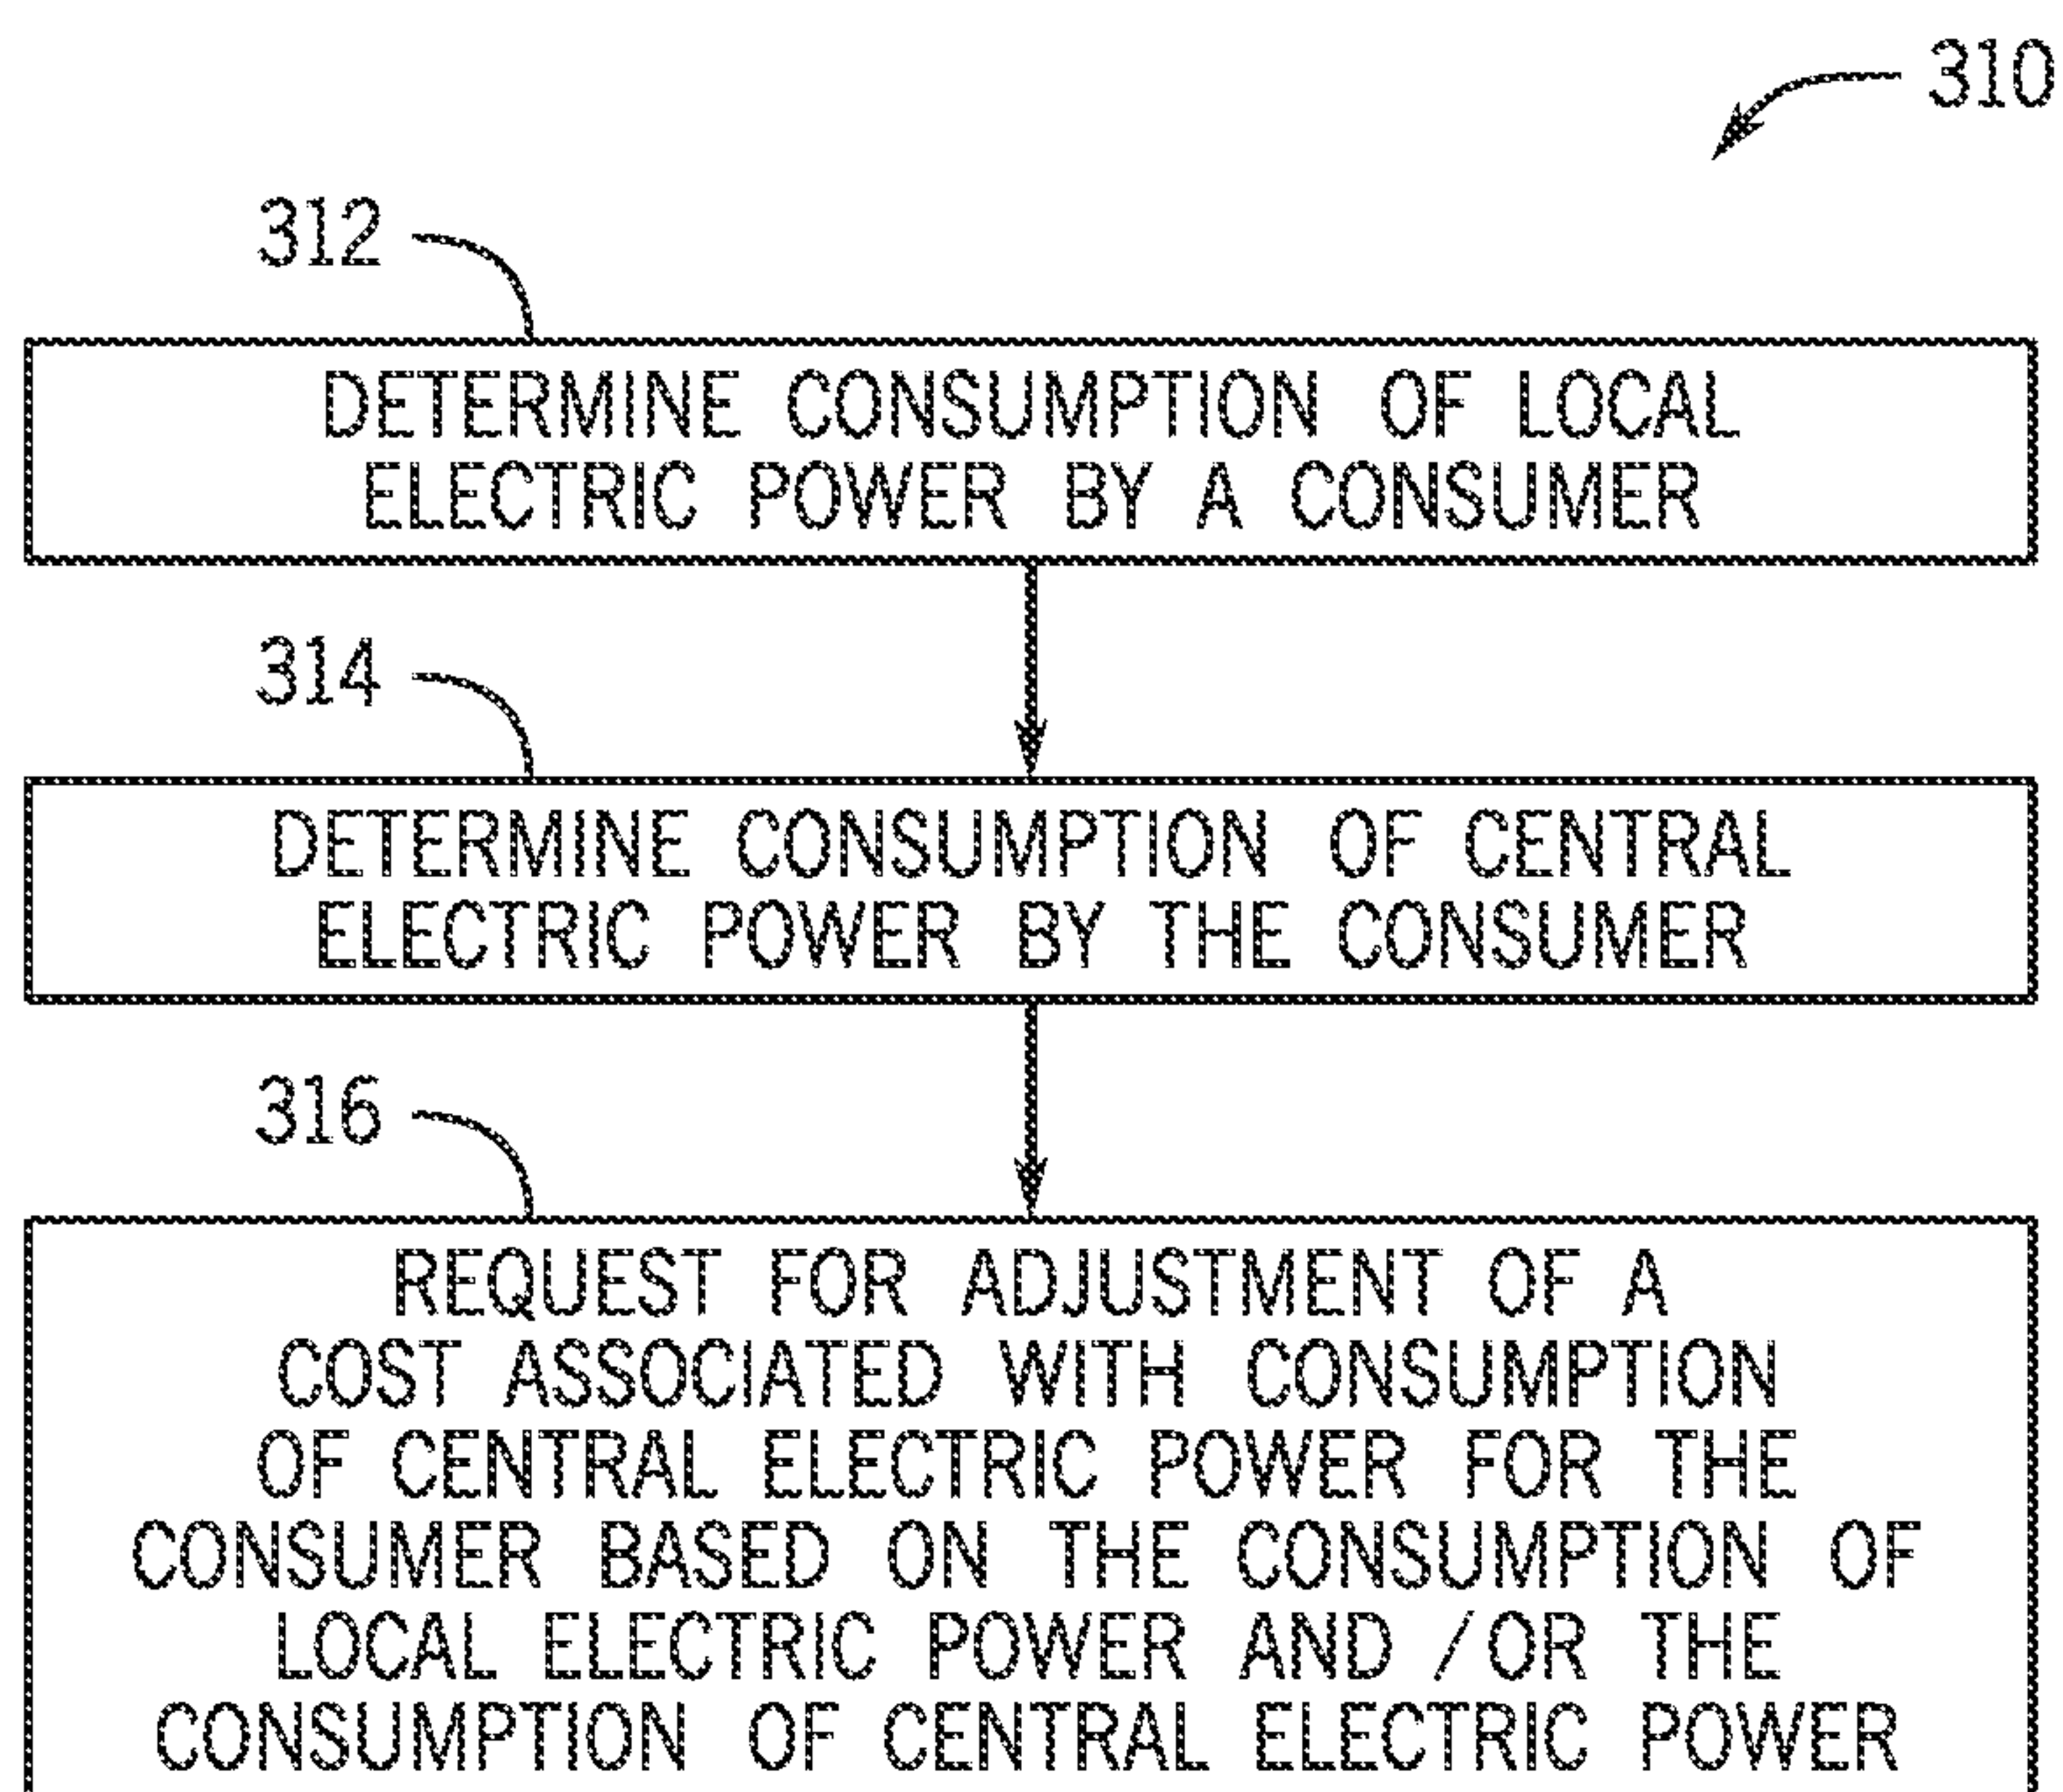 310
312
DETERMINE CONSUMPTION OF LOCAL
ELECTRIC POWER BY A CONSUMER
314
DETERMINE CONSUMPTION OF CENTRAL
ELECTRIC POWER BY THE CONSUMER
316
REQUEST FOR ADJUSTMENT OF A
COST ASSOCIATED WITH CONSUMPTION
OF CENTRAL ELECTRIC POWER FOR THE
CONSUMER BASED ON THE CONSUMPTION OF
LOCAL ELECTRIC POWER AND /OR THE
CONSUMPTION OF CENTRAL ELECTRIC POWER